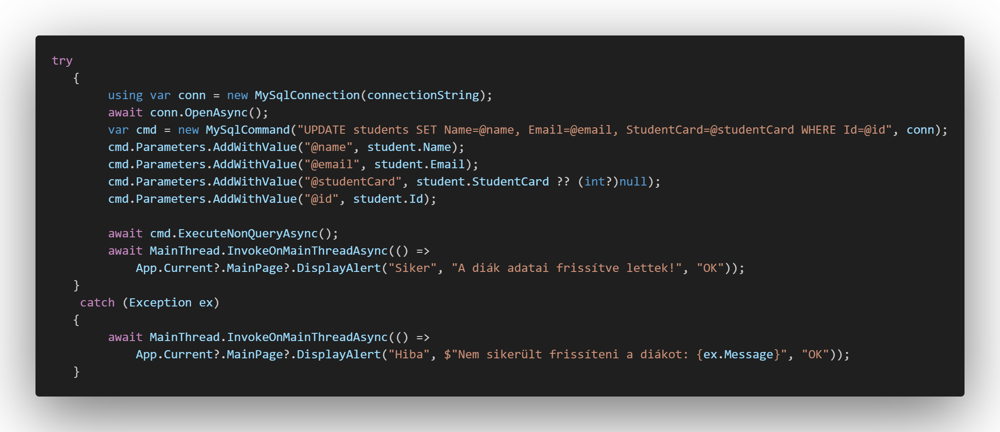 try
{
using var conn = new MySqlConnection(connectionString);
await conn.OpenAsync();
var cmd = new MySqlCommand("UPDATE students SET Name=@name, Email=@email, StudentCard=@studentCard WHERE Id=@id", conn);
cmd.Parameters.AddWithValue("@name", student.Name);
cmd.Parameters.AddWithValue("@email", student.Email);
cmd.Parameters.AddWithValue("@studentCard", student.StudentCard ?? (int?)null);
cmd.Parameters.AddWithValue("@id", student.Id);
await cmd.ExecuteNonQueryAsync();
await MainThread.InvokeOnMainThreadAsync(() =>
App.Current?.MainPage?.DisplayAlert("Siker", "A diák adatai frissítve lettek!", "OK"));
}
catch (Exception ex)
{
await MainThread.InvokeOnMainThreadAsync(() =>
App.Current?.MainPage?.DisplayAlert("Hiba", $"Nem sikerült frissíteni a diákot: {ex.Message}", "OK"));
}